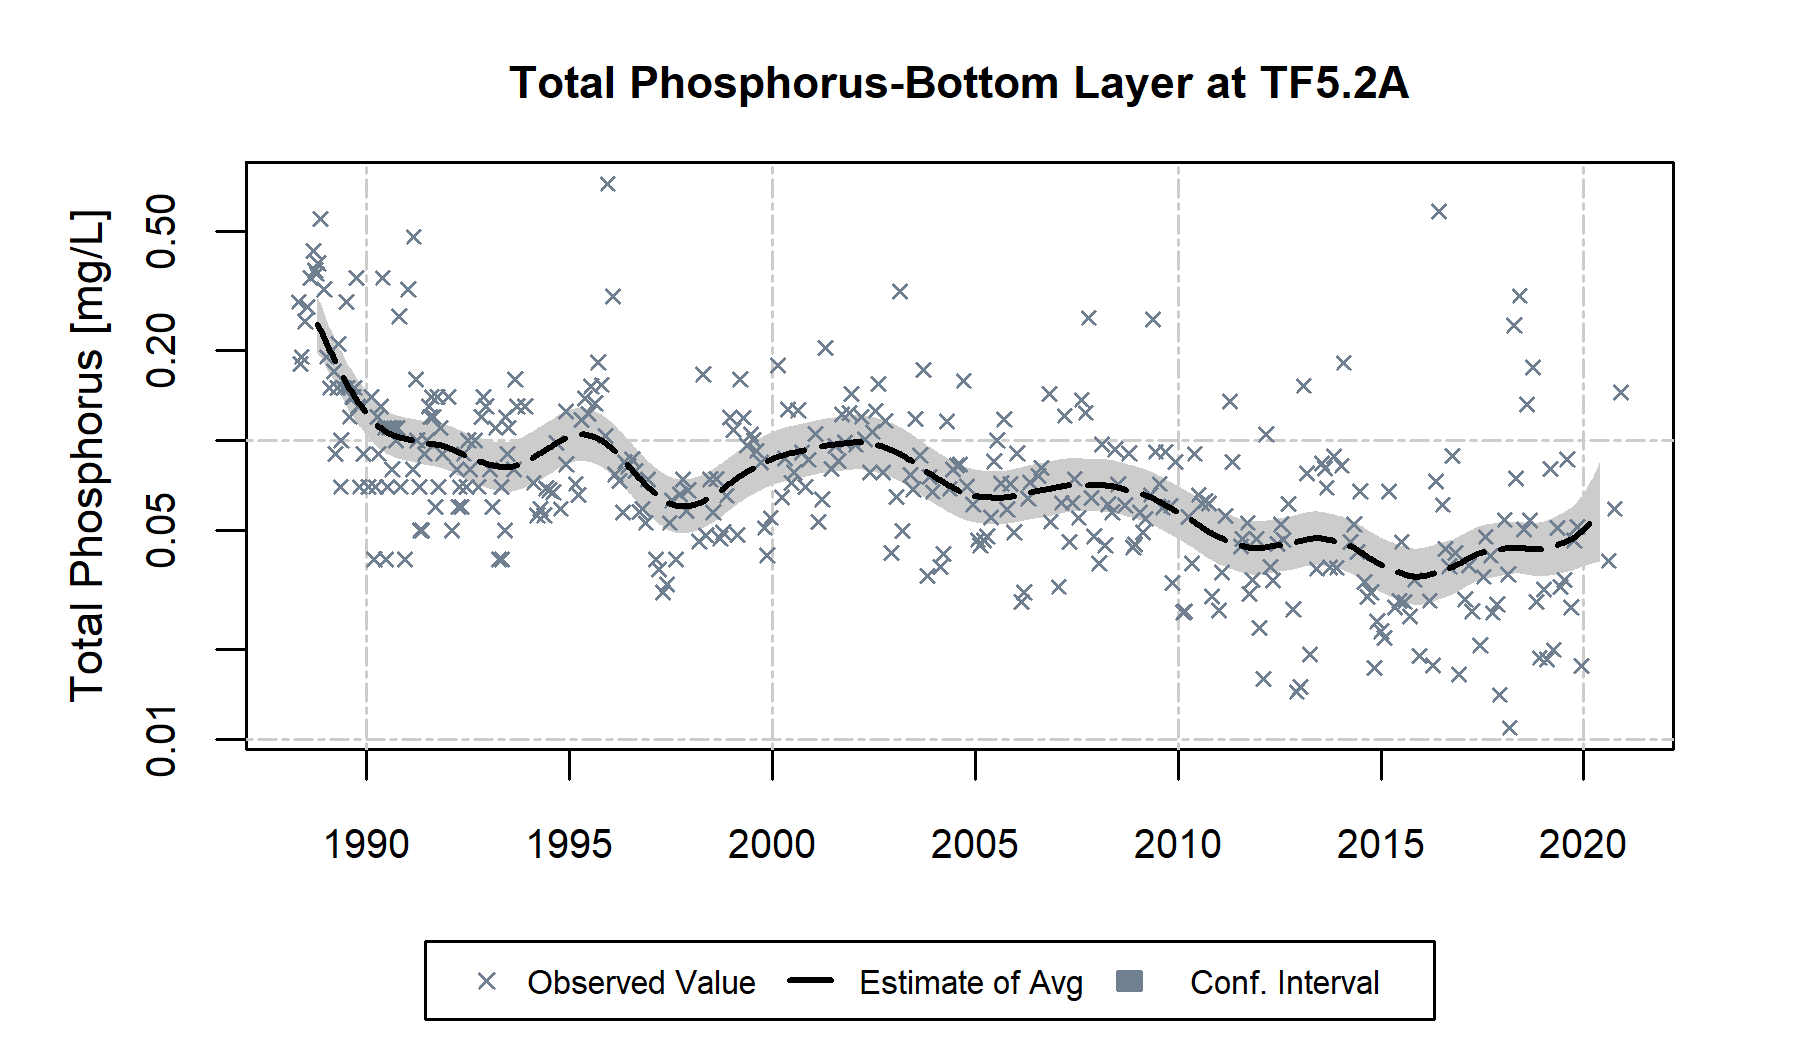 Total Phosphorus-Bottom Layer at TF5.2A
Total Phosphorus [mg/L]
0.50
0.20
0.05
0.01
1990 1995 2000 2005 2010 2015 2020
Observed Value Estimate of Avg Conf. Interval